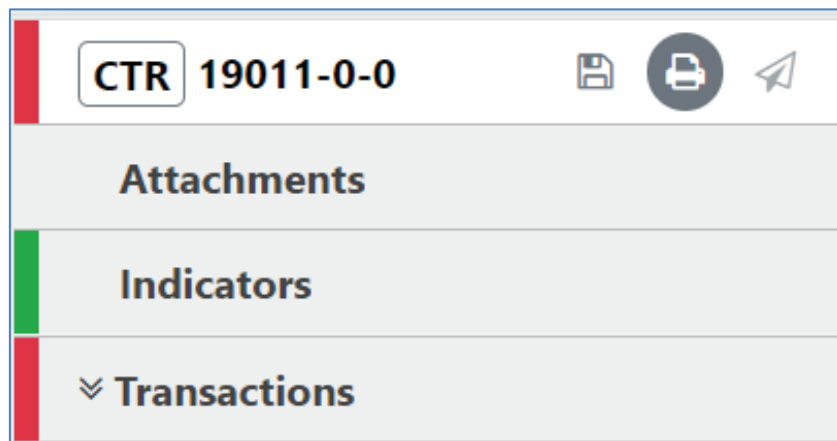 CTR 19011-0-0
Attachments
Indicators
Transactions